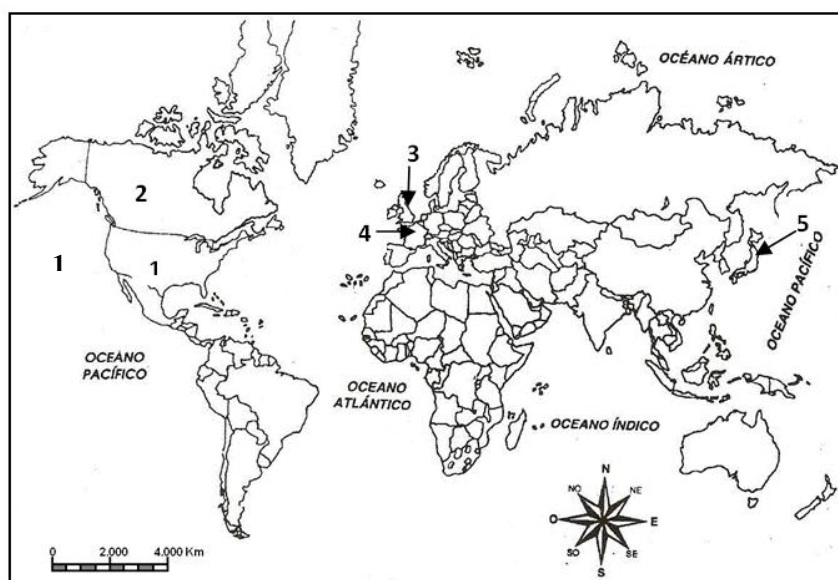 OCÉANO ÁRTICO
3
2
4
5
1
1
OCEANO
PACÍFICO
OCEANO PACÍFICO
OCEANO
ATLÁNTICO
OCEANO ÍNDICO
N
NO
NE
O
E
SO
SE
S
0
2.000
4.000 Km